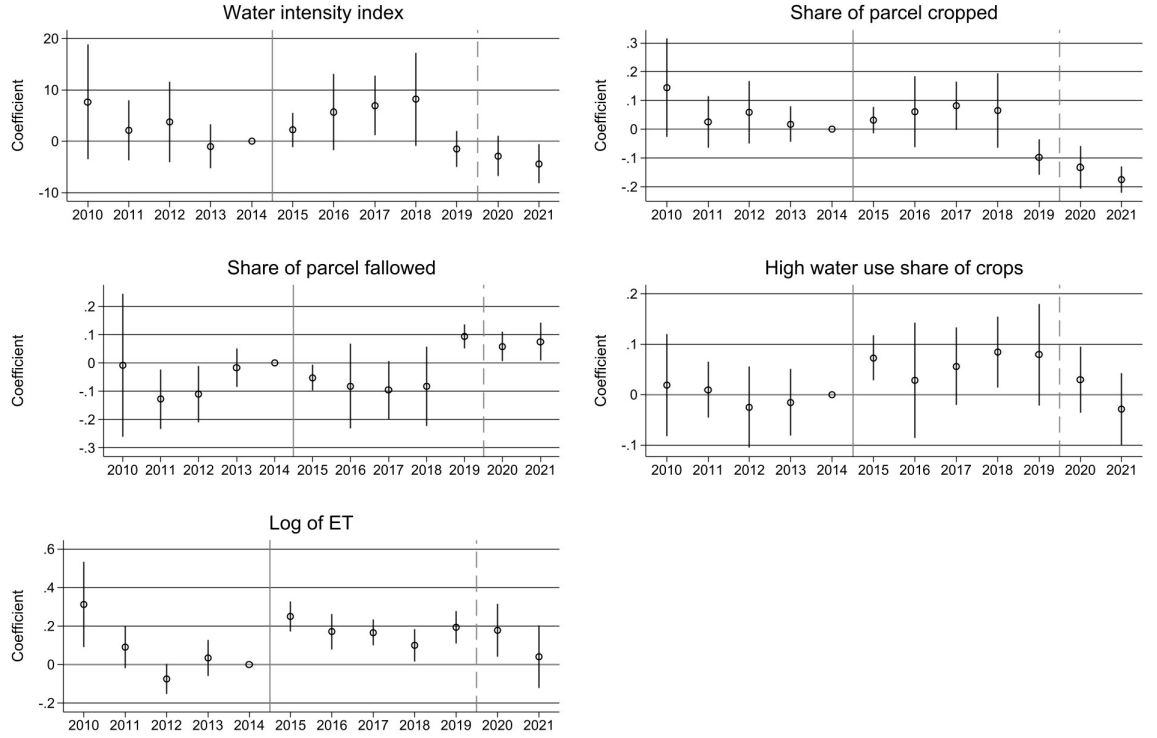 Water intensity index
Coefficient
20
10
0
-10
2010 2011 2012 2013 2014 2015 2016 2017 2018 2019 2020 2021
Share of parcel cropped
Coefficient
.3
.2
.1
0
-.1
-.2
2010 2011 2012 2013 2014 2015 2016 2017 2018 2019 2020 2021
Share of parcel fallowed
Coefficient
.2
.1
0
-.1
-.2
-.3
2010 2011 2012 2013 2014 2015 2016 2017 2018 2019 2020 2021
High water use share of crops
Coefficient
.2
.1
0
-.1
2010 2011 2012 2013 2014 2015 2016 2017 2018 2019 2020 2021
Log of ET
Coefficient
.6
.4
.2
0
-.2
2010 2011 2012 2013 2014 2015 2016 2017 2018 2019 2020 2021